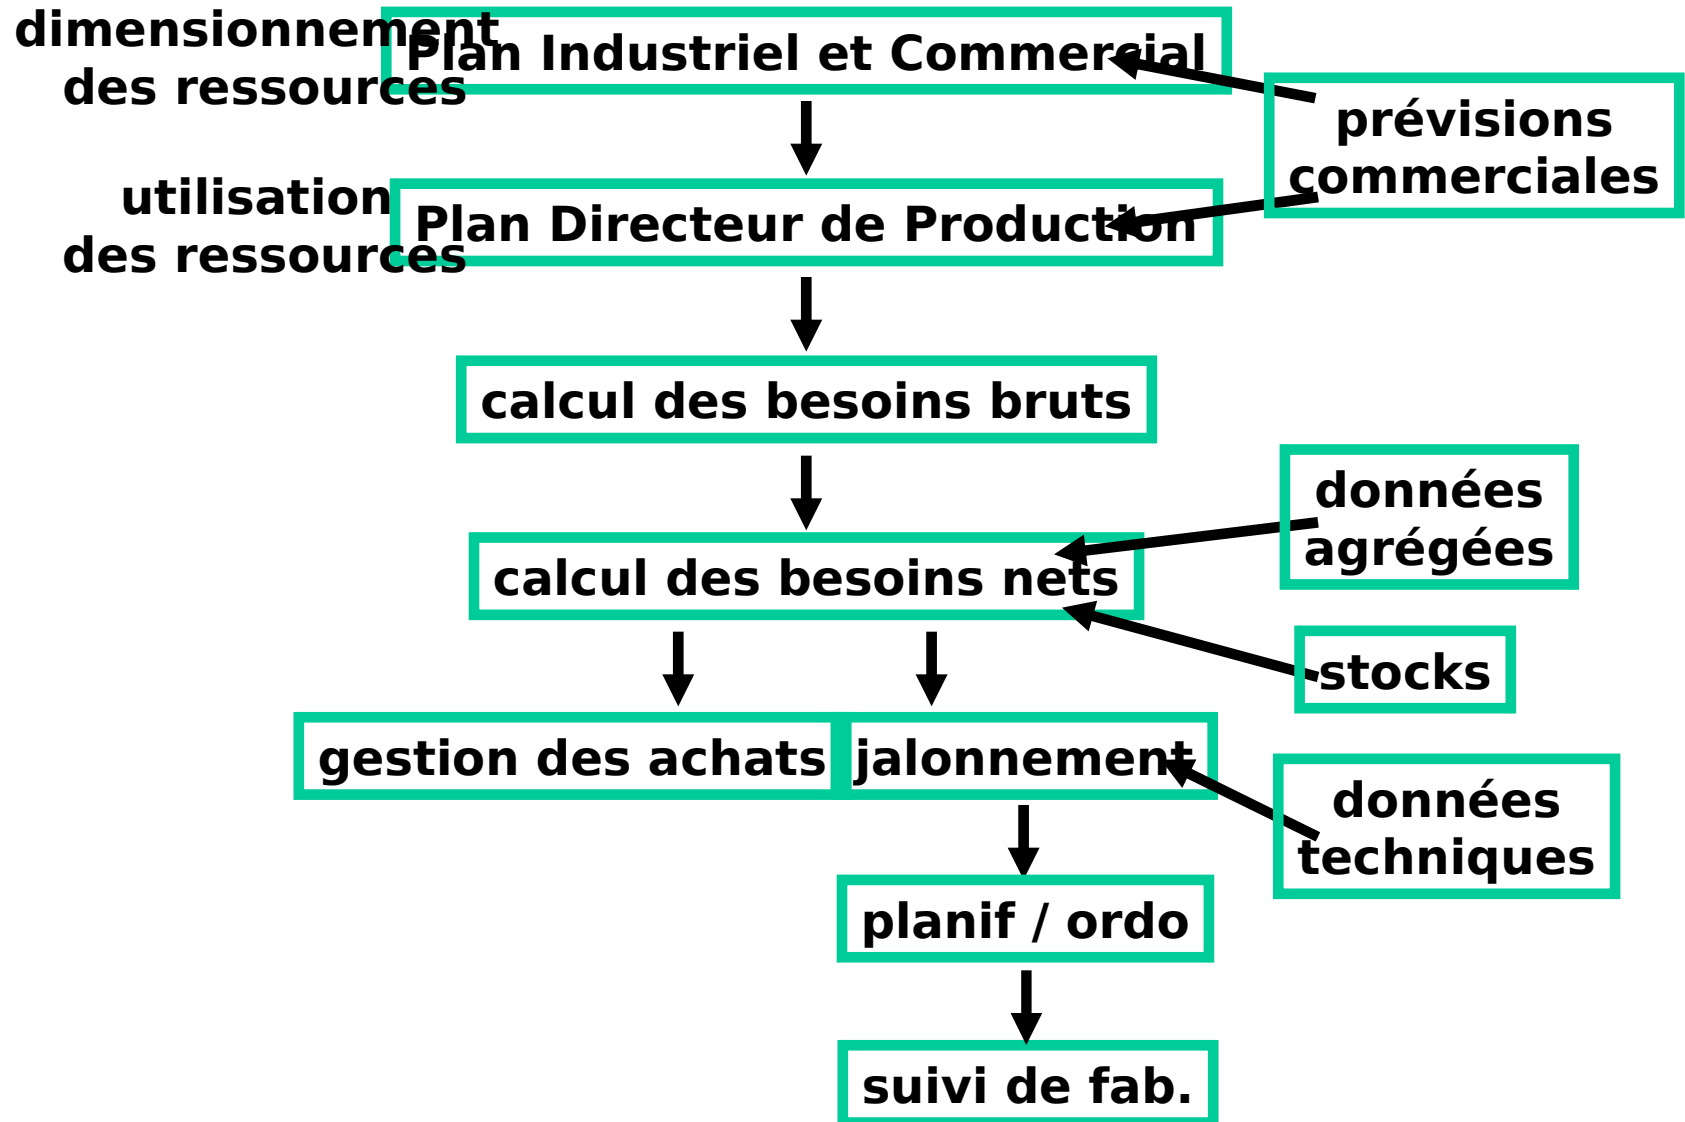 dimensionnement
des ressources
Plan Industriel et Commercial
prévisions
commerciales
utilisation
des ressources
Plan Directeur de Production
calcul des besoins bruts
données
agrégées
calcul des besoins nets
stocks
gestion des achats
jalonnement
données
techniques
planif / ordo
suivi de fab.